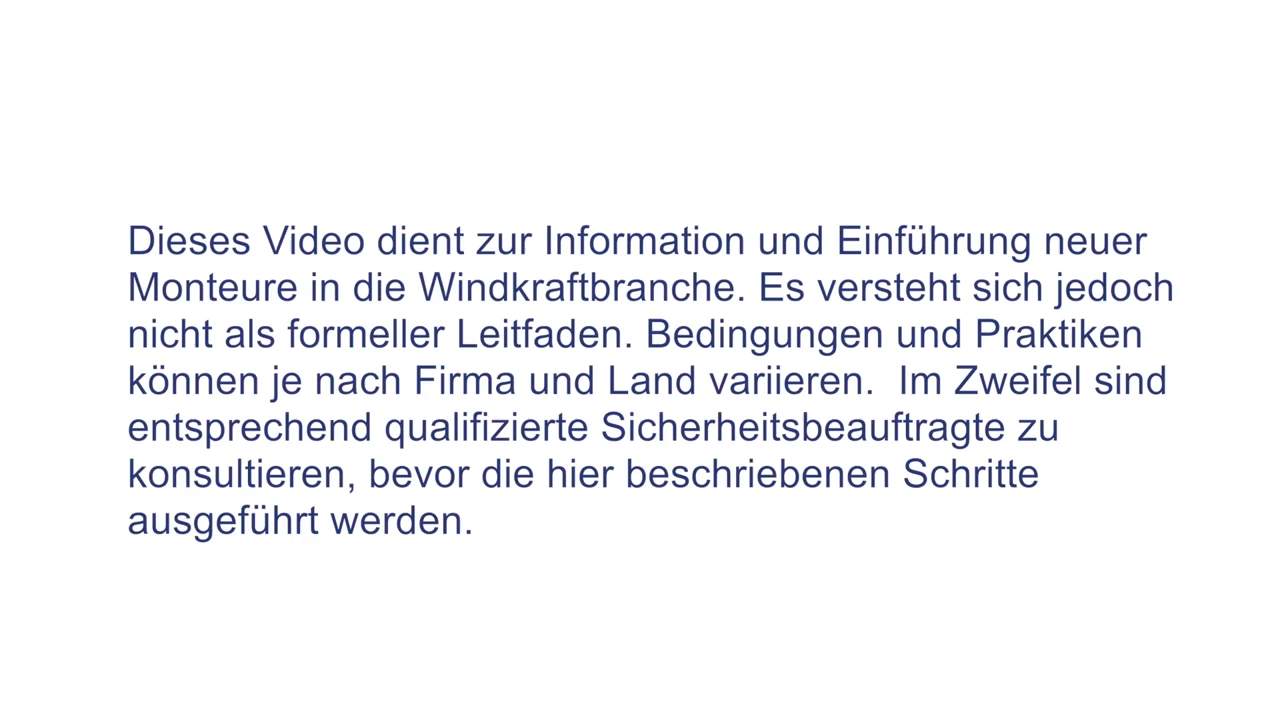 Dieses Video dient zur Information und Einführung neuer
Monteure in die Windkraftbranche. Es versteht sich jedoch
nicht als formeller Leitfaden. Bedingungen und Praktiken
können je nach Firma und Land variieren.  Im Zweifel sind
entsprechend qualifizierte Sicherheitsbeauftragte zu
konsultieren, bevor die hier beschriebenen Schritte
ausgeführt werden.